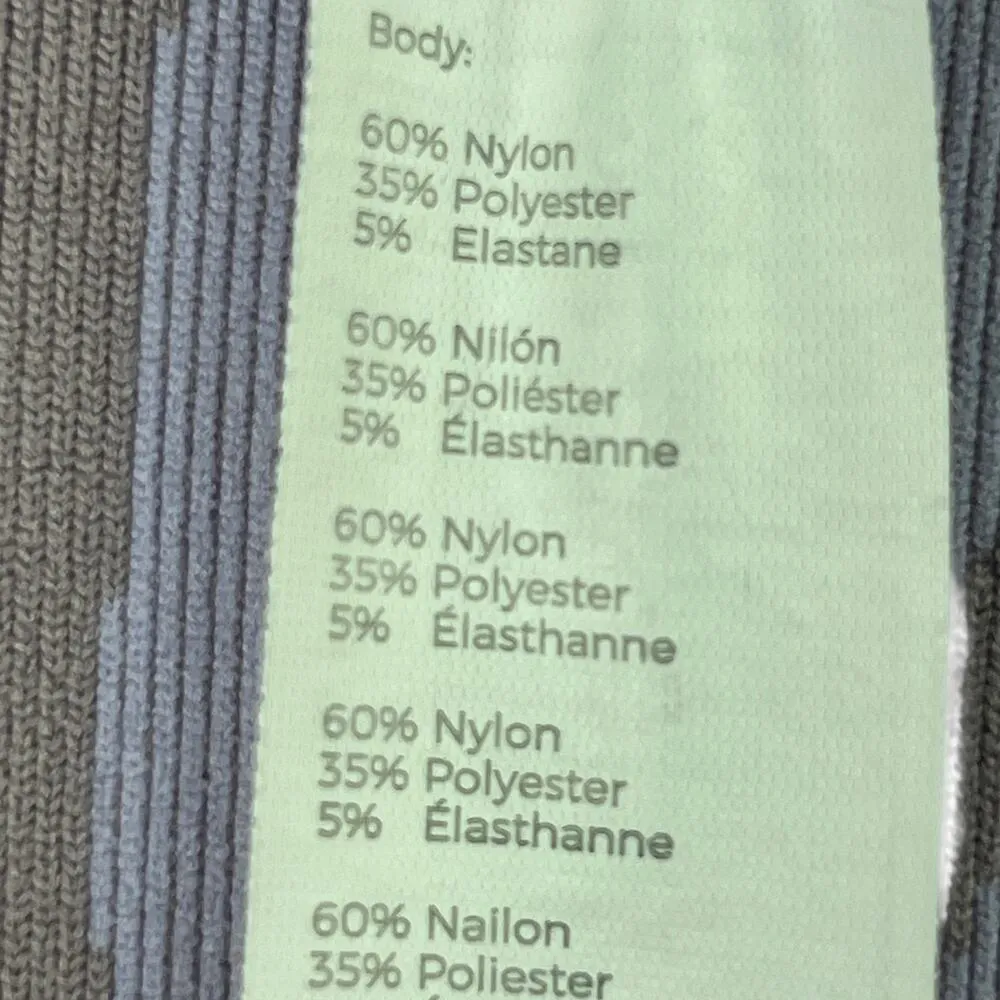 Body:
60% Nylon
35% Polyester
5% Elastane
60% Nilón
35% Poliéster
5% Élasthanne
60% Nylon
35% Polyester
5% Élasthanne
60% Nylon
35% Polyester
5% Élasthanne
60% Nailon
35% Poliester